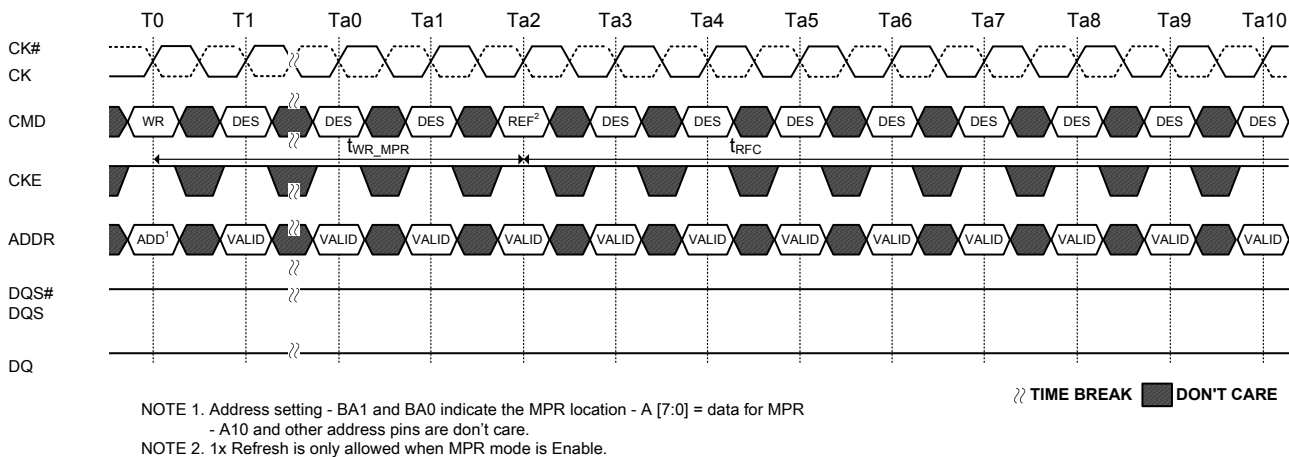 T0 T1 Ta0 Ta1 Ta2 Ta3 Ta4 Ta5 Ta6 Ta7 Ta8 Ta9 Ta10
CK#
CK
CMD WR DES DES DES REF² DES DES DES DES DES DES DES DES
tWR_MPR tRFC
CKE
ADDR ADD¹ VALID VALID VALID VALID VALID VALID VALID VALID VALID VALID VALID VALID
DQS#
DQS
DQ
TIME BREAK DON'T CARE
NOTE 1. Address setting - BA1 and BA0 indicate the MPR location - A [7:0] = data for MPR
- A10 and other address pins are don’t care.
NOTE 2. 1x Refresh is only allowed when MPR mode is Enable.